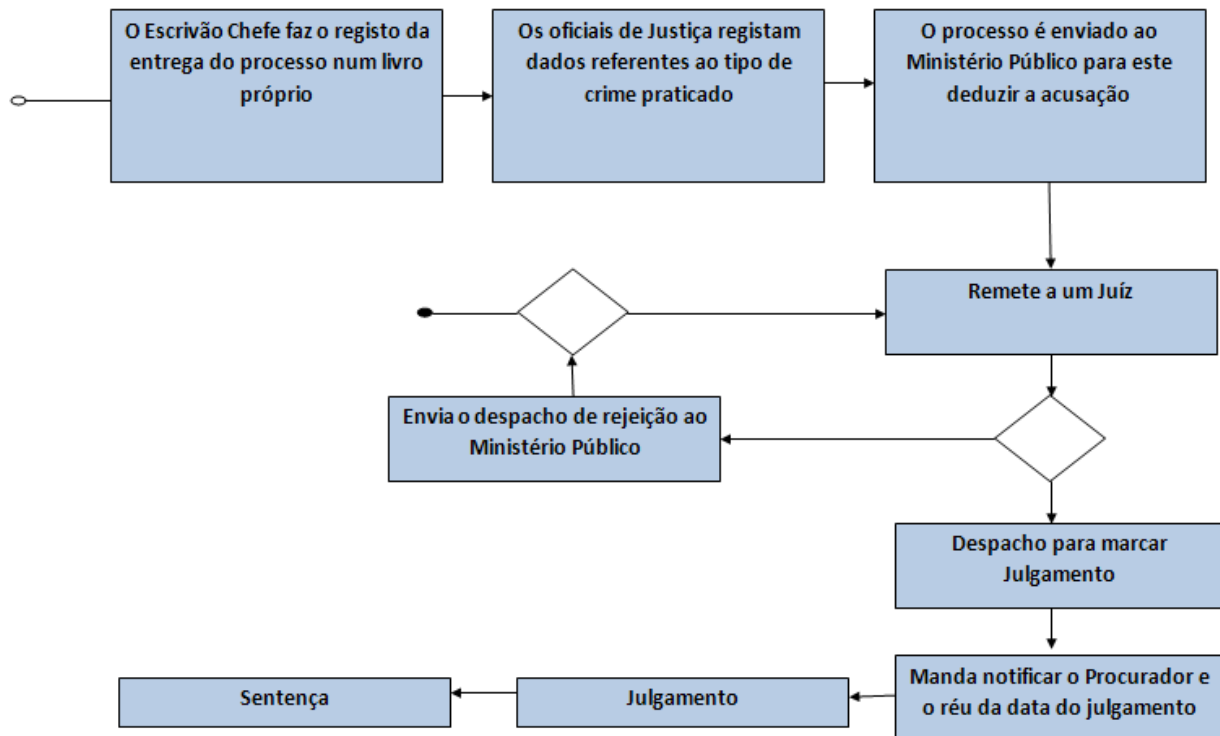 O Escrivão Chefe faz o registo da
entrega do processo num livro
próprio
Os oficiais de Justiça registam
dados referentes ao tipo de
crime praticado
O processo é enviado ao
Ministério Público para este
deduzir a acusação
Remete a um Juíz
Envia o despacho de rejeição ao
Ministério Público
Despacho para marcar
Julgamento
Manda notificar o Procurador e
o réu da data do julgamento
Julgamento
Sentença